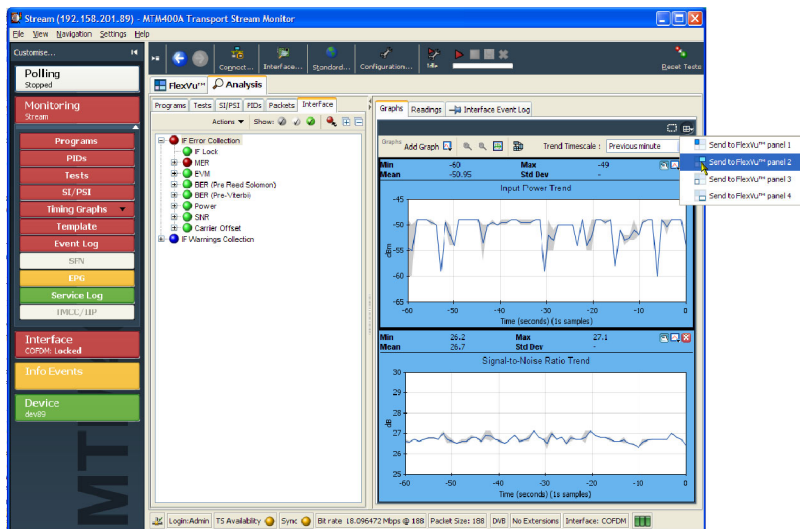 Stream (192.158.201.89) - MTM400A Transport Stream Monitor
File View Navigation Settings Help
Customise...
Connect... Interface... Standard... Configuration... Reset Tests
Polling
Stopped
FlexVu™ Analysis
Monitoring
Stream
Programs
PIDs
Tests
SI/PSI
Timing Graphs
Template
Event Log
SFN
EPG
Service Log
TMCC/IIP
Interface
COFDM: Locked
Info Events
Device
dev89
MT
Programs Tests SI/PSI PIDs Packets Interface
Actions Show:
IF Error Collection
IF Lock
MER
EVM
BER (Pre Reed Solomon)
BER (Pre-Viterbi)
Power
SNR
Carrier Offset
IF Warnings Collection
Graphs Readings Interface Event Log
Graphs Add Graph Trend Timescale : Previous minute
Send to FlexVu™ panel 1
Send to FlexVu™ panel 2
Send to FlexVu™ panel 3
Send to FlexVu™ panel 4
Min -60 Max -49
Mean -50.95 Std Dev -
Input Power Trend
-45
-50
-55
-60
-65
dBm
-60 -50 -40 -30 -20 -10 0
Time (seconds) (1s samples)
Min 26.2 Max 27.1
Mean 26.7 Std Dev -
Signal-to-Noise Ratio Trend
30
29
28
27
26
25
dB
-60 -50 -40 -30 -20 -10 0
Time (seconds) (1s samples)
Login:Admin TS Availability Sync Bit rate 18.096472 Mbps @ 188 Packet Size: 188 DVB No Extensions Interface: COFDM